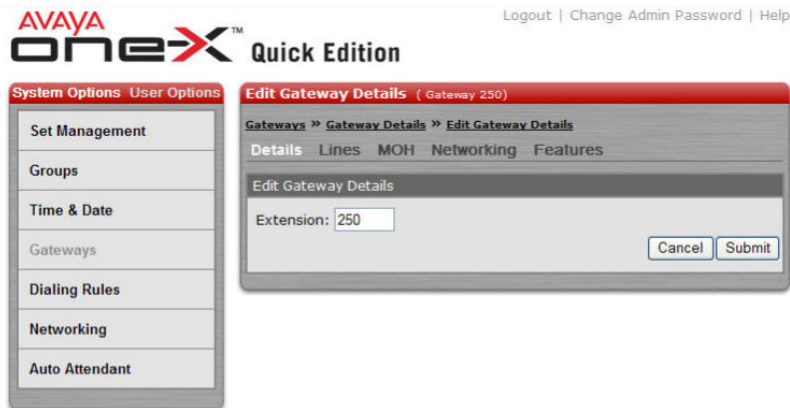 Logout | Change Admin Password | Help
AVAYA
one-X™ Quick Edition
System Options User Options
Set Management
Groups
Time & Date
Gateways
Dialing Rules
Networking
Auto Attendant
Edit Gateway Details ( Gateway 250)
Gateways » Gateway Details » Edit Gateway Details
Details Lines MOH Networking Features
Edit Gateway Details
Extension: 250
Cancel Submit